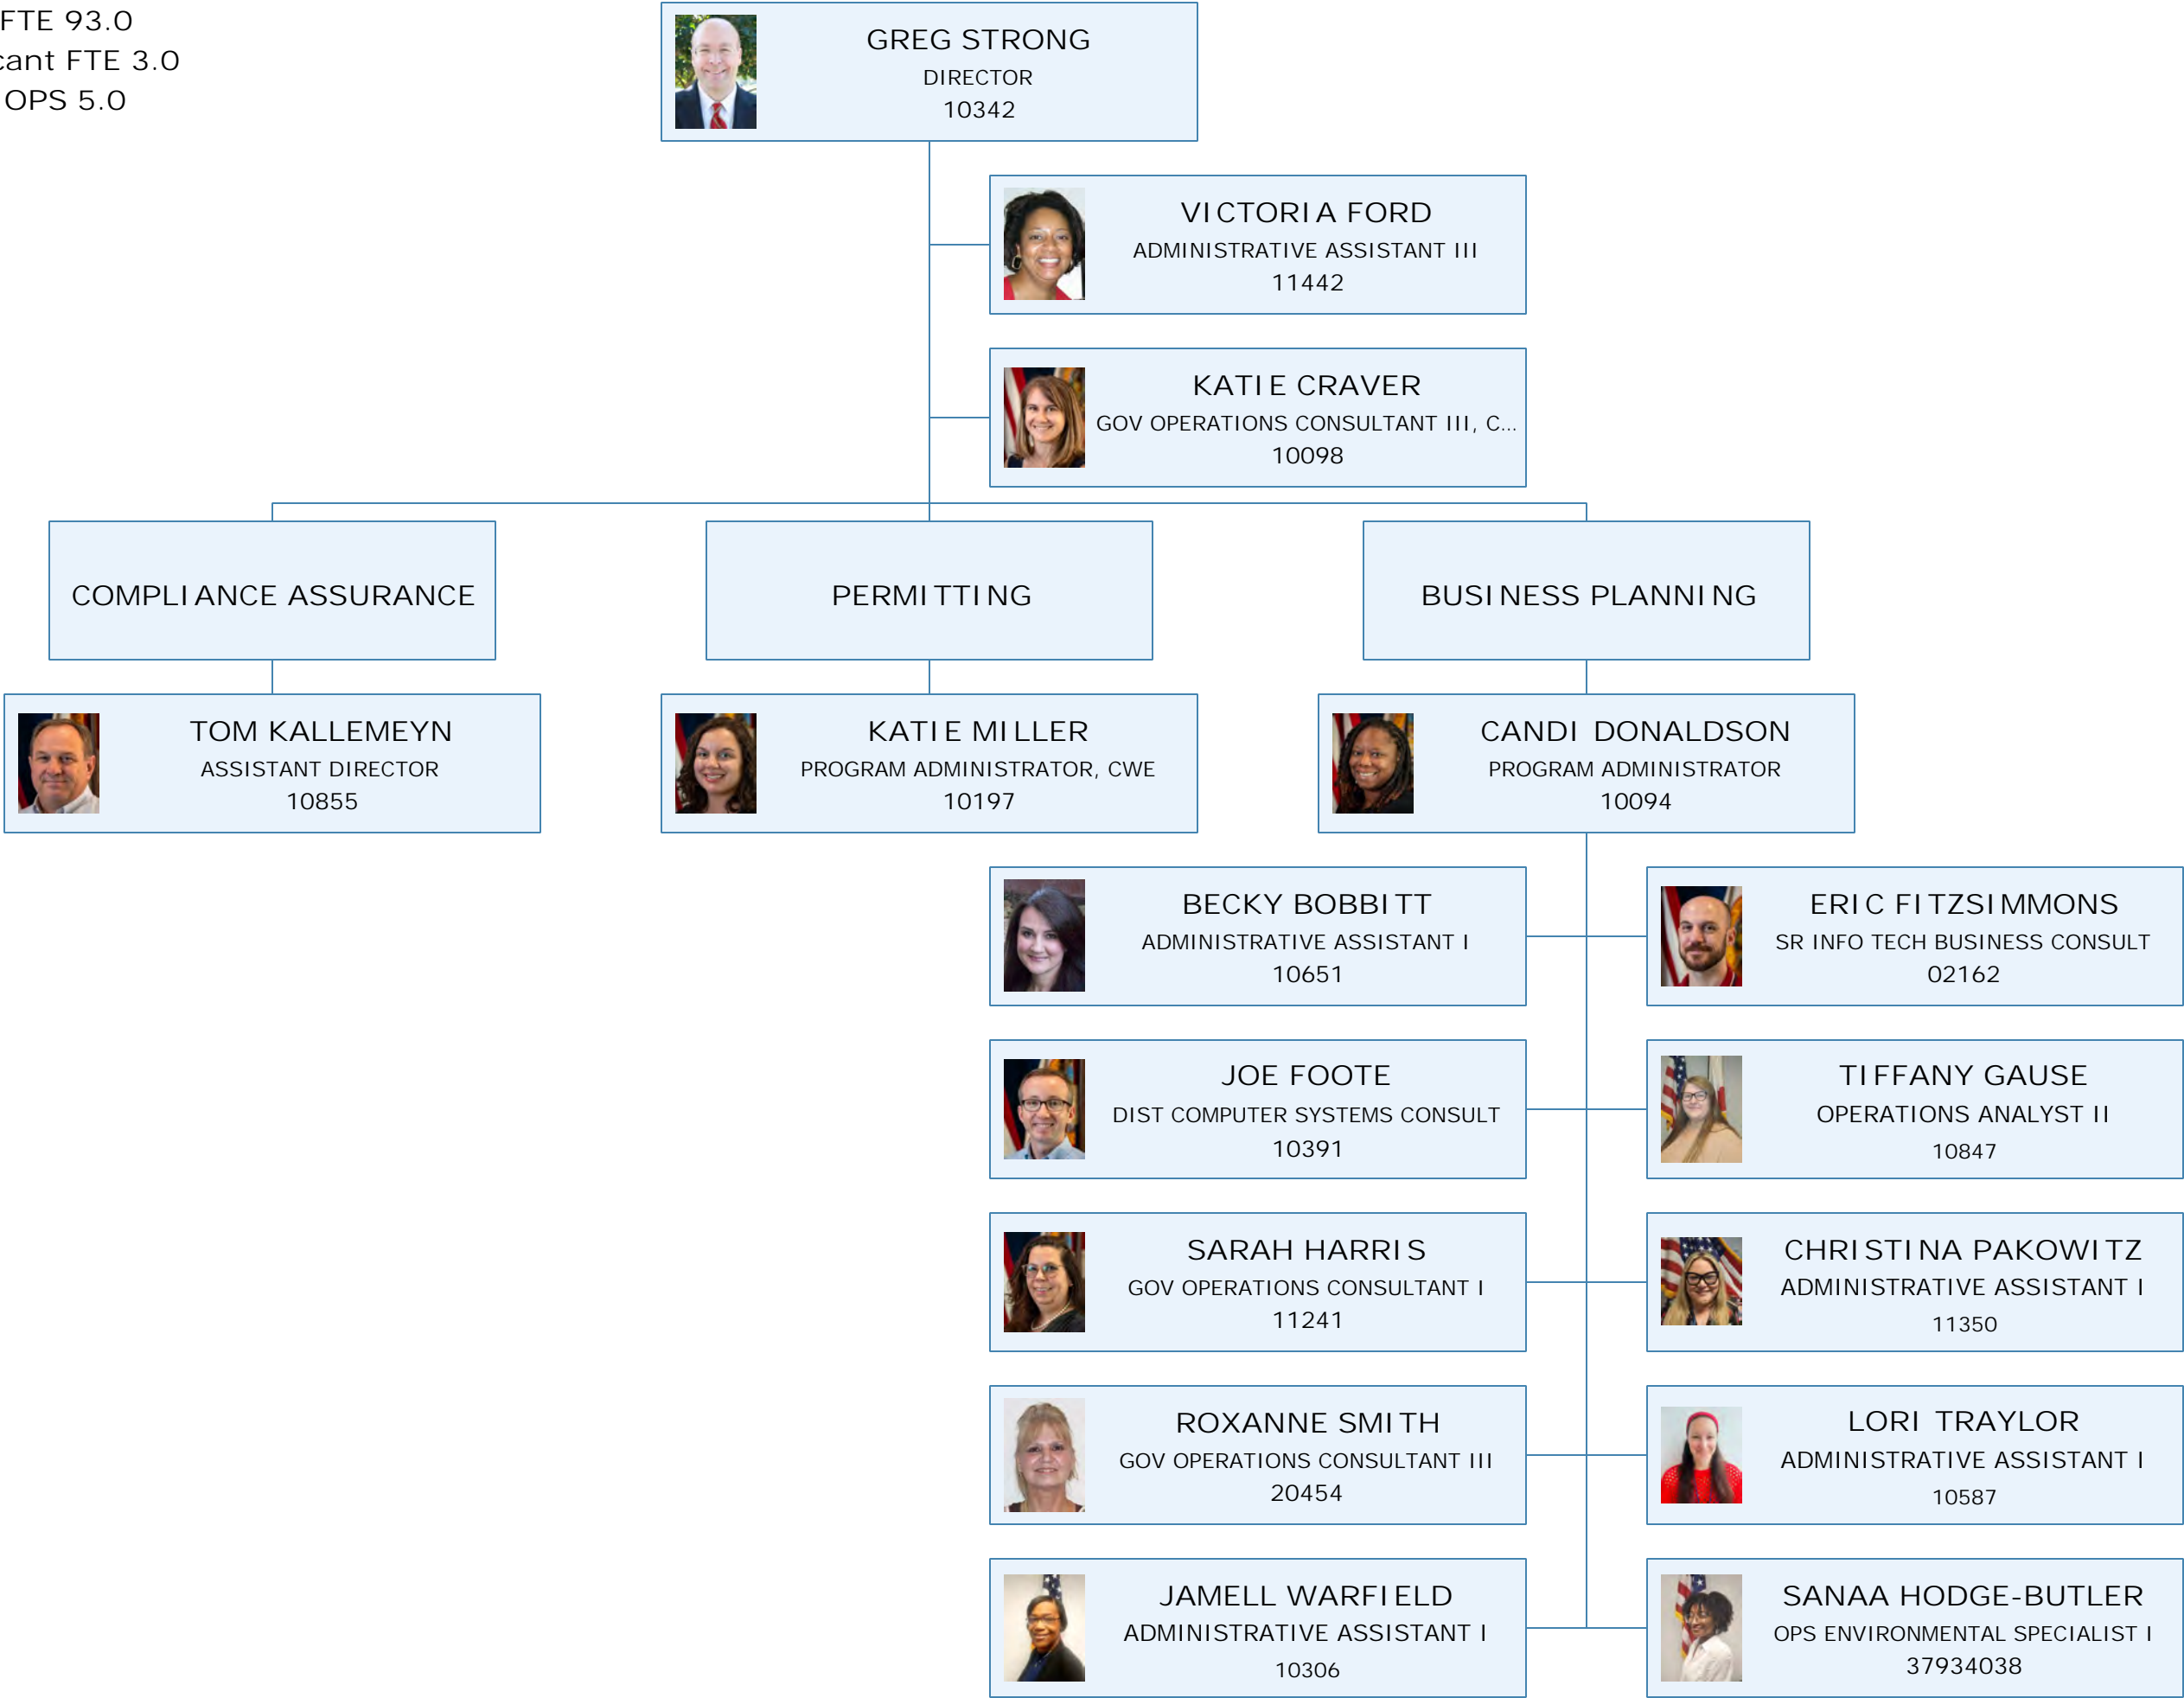 FTE 93.0
cant FTE 3.0
OPS 5.0
GREG STRONG
DIRECTOR
10342
VICTORIA FORD
ADMINISTRATIVE ASSISTANT III
11442
KATIE CRAVER
GOV OPERATIONS CONSULTANT III, C...
10098
COMPLIANCE ASSURANCE
PERMITTING
BUSINESS PLANNING
TOM KALLEMEYN
ASSISTANT DIRECTOR
10855
KATIE MILLER
PROGRAM ADMINISTRATOR, CWE
10197
CANDI DONALDSON
PROGRAM ADMINISTRATOR
10094
BECKY BOBBITT
ADMINISTRATIVE ASSISTANT I
10651
ERIC FITZSIMMONS
SR INFO TECH BUSINESS CONSULT
02162
JOE FOOTE
DIST COMPUTER SYSTEMS CONSULT
10391
TIFFANY GAUSE
OPERATIONS ANALYST II
10847
SARAH HARRIS
GOV OPERATIONS CONSULTANT I
11241
CHRISTINA PAKOWITZ
ADMINISTRATIVE ASSISTANT I
11350
ROXANNE SMITH
GOV OPERATIONS CONSULTANT III
20454
LORI TRAYLOR
ADMINISTRATIVE ASSISTANT I
10587
JAMELL WARFIELD
ADMINISTRATIVE ASSISTANT I
10306
SANAA HODGE-BUTLER
OPS ENVIRONMENTAL SPECIALIST I
37934038